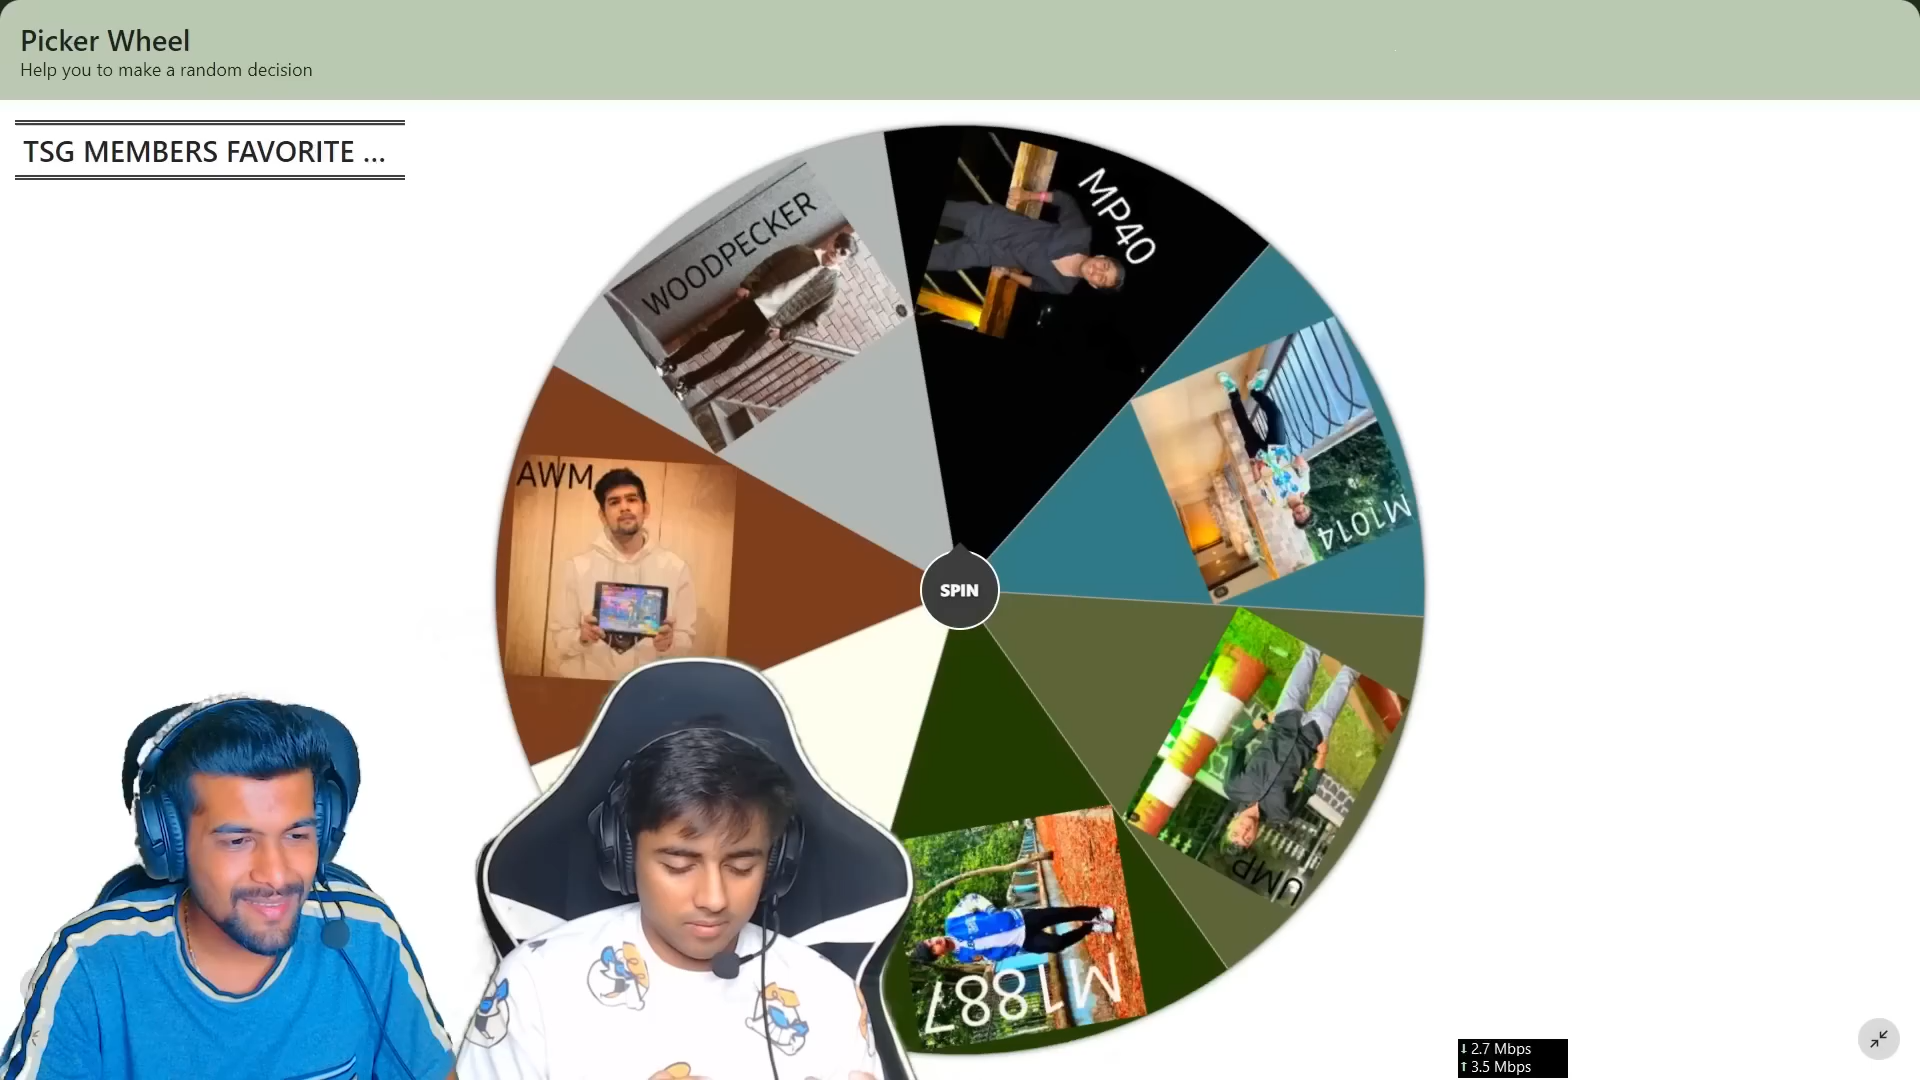 Picker Wheel
Help you to make a random decision
TSG MEMBERS FAVORITE ...
WOODPECKER
MP40
AWM
M1014
SPIN
UMP
M1887
↓ 2.7 Mbps
↑ 3.5 Mbps